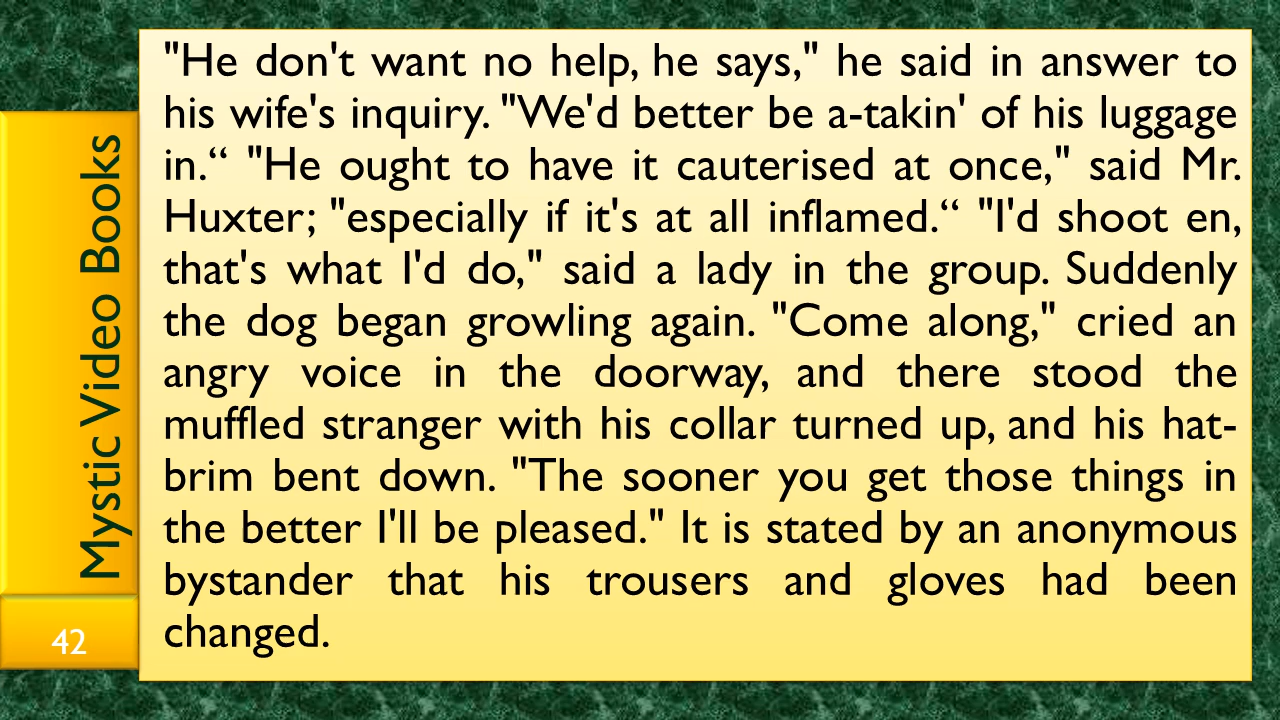 "He don't want no help, he says," he said in answer to
his wife's inquiry. "We'd better be a-takin' of his luggage
in.“ "He ought to have it cauterised at once," said Mr.
Huxter; "especially if it's at all inflamed.“ "I'd shoot en,
that's what I'd do," said a lady in the group. Suddenly
the dog began growling again. "Come along," cried an
angry voice in the doorway, and there stood the
muffled stranger with his collar turned up, and his hat-
brim bent down. "The sooner you get those things in
the better I'll be pleased." It is stated by an anonymous
bystander that his trousers and gloves had been
changed.
Mystic Video Books
42